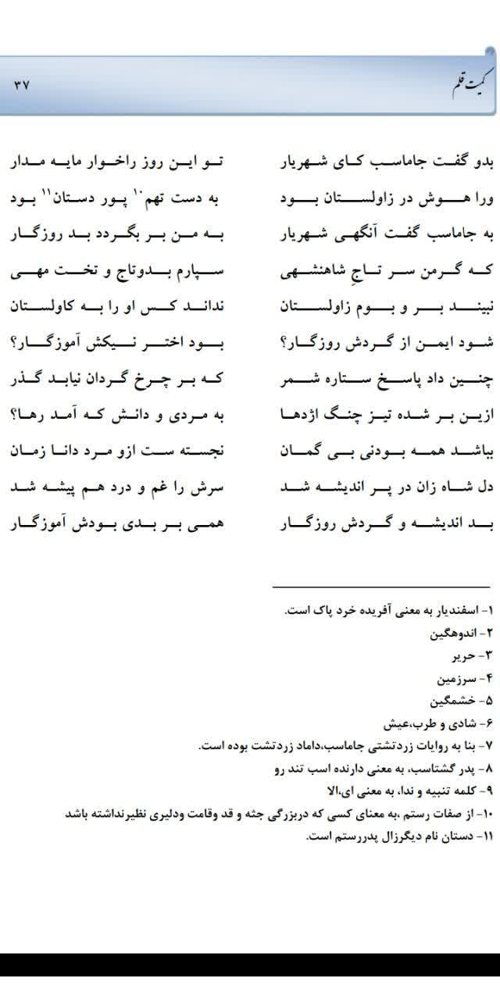 کمیت قلم ۳۷
بدو گفت جاماسب کای شهریار تو این روز راخوار مایه مدار
ورا هوش در زاولستان بود به دست تهم۱۰ پور دستان۱۱ بود
به جاماسب گفت آنگهی شهریار به من بر بگردد بد روزگار
که گرمن سر تاجِ شاهنشهی سپارم بدوتاج و تخت مهی
نبیند بر و بوم زاولستان نداند کس او را به کاولستان
شود ایمن از گردش روزگار؟ بود اختر نیکش آموزگار؟
چنین داد پاسخ ستاره شمر که بر چرخ گردان نیابد گذر
ازین بر شده تیز چنگ اژدها به مردی و دانش که آمد رها؟
بباشد همه بودنی بی گمان نجسته ست ازو مرد دانا زمان
دل شاه زان در پر اندیشه شد سرش را غم و درد هم پیشه شد
بد اندیشه و گردش روزگار همی بر بدی بودش آموزگار
۱- اسفندیار به معنی آفریده خرد پاک است.
۲- اندوهگین
۳- حریر
۴- سرزمین
۵- خشمگین
۶- شادی و طرب،عیش
۷- بنا به روایات زردتشتی جاماسب،داماد زردتشت بوده است.
۸- پدر گشتاسب، به معنی دارنده اسب تند رو
۹- کلمه تنبیه و ندا، به معنی ای،الا
۱۰- از صفات رستم ،به معنای کسی که دربزرگی جثه و قد وقامت ودلیری نظیرنداشته باشد
۱۱- دستان نام دیگرزال پدررستم است.